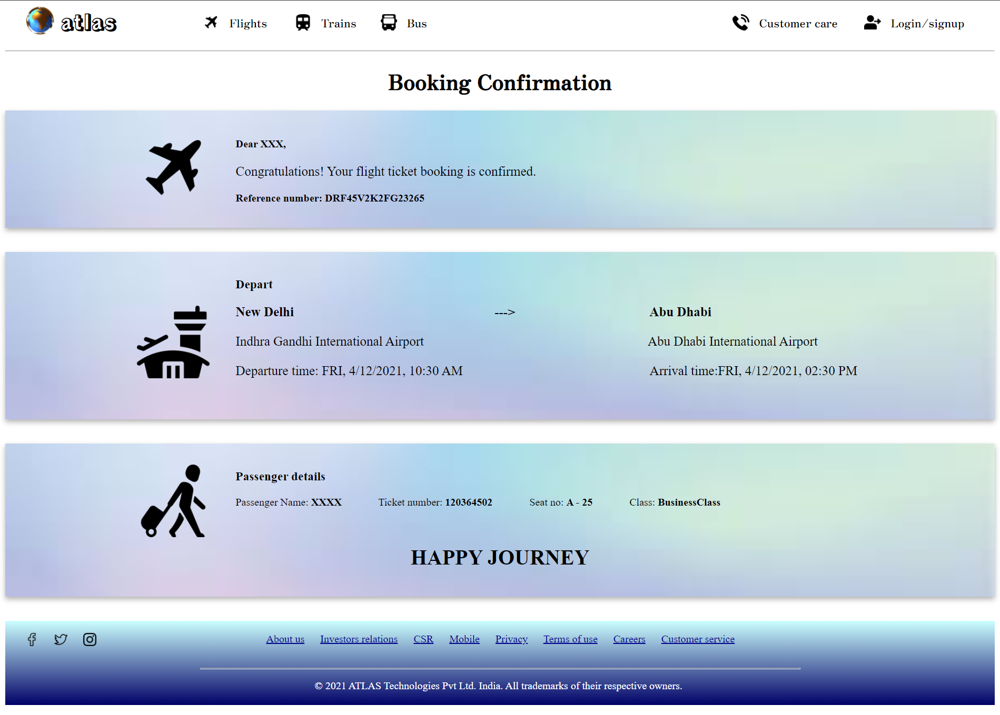 atlas Flights Trains Bus Customer care Login/signup
Booking Confirmation
Dear XXX,
Congratulations! Your flight ticket booking is confirmed.
Reference number: DRF45V2K2FG23265
Depart
New Delhi ---> Abu Dhabi
Indhra Gandhi International Airport Abu Dhabi International Airport
Departure time: FRI, 4/12/2021, 10:30 AM Arrival time:FRI, 4/12/2021, 02:30 PM
Passenger details
Passenger Name: XXXX Ticket number: 120364502 Seat no: A - 25 Class: BusinessClass
HAPPY JOURNEY
About us Investors relations CSR Mobile Privacy Terms of use Careers Customer service
© 2021 ATLAS Technologies Pvt Ltd. India. All trademarks of their respective owners.